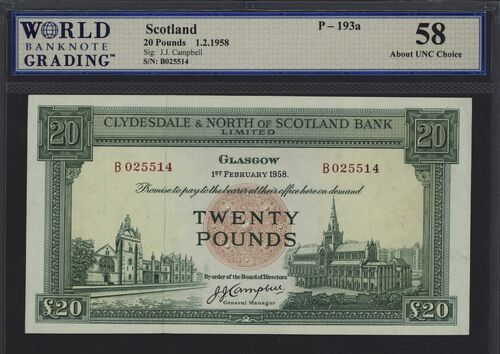 WORLD
BANKNOTE
GRADING™
Scotland
20 Pounds 1.2.1958
Sig: J.J. Campbell
S/N: B025514
P – 193a
58
About UNC Choice
20
20
CLYDESDALE & NORTH OF SCOTLAND BANK
LIMITED
GLASGOW
B 025514
1ST FEBRUARY 1958.
B 025514
Promise to pay to the bearer at their office here on demand
TWENTY
POUNDS
By order of the Board of Directors
J.J. Campbell
General Manager
£20
£20